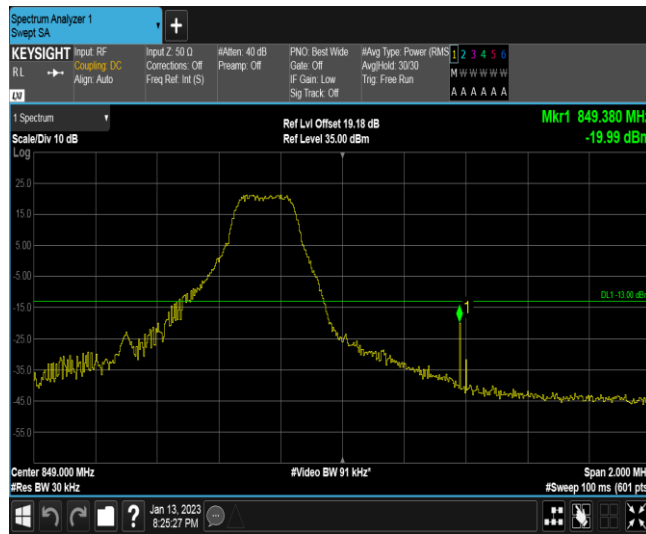 Spectrum Analyzer 1
Swept SA
+
KEYSIGHT
RL
LXI
Input: RF
Coupling: DC
Align: Auto
Input Z: 50 Ω
Corrections: Off
Freq Ref: Int (S)
#Atten: 40 dB
Preamp: Off
PNO: Best Wide
Gate: Off
IF Gain: Low
Sig Track: Off
#Avg Type: Power (RMS
Avg|Hold: 30/30
Trig: Free Run
1 2 3 4 5 6
M W W W W W
A A A A A A
1 Spectrum
Scale/Div 10 dB
Log
Ref Lvl Offset 19.18 dB
Ref Level 35.00 dBm
Mkr1 849.380 MHz
-19.99 dBm
25.0
15.0
5.00
-5.00
-15.0
-25.0
-35.0
-45.0
-55.0
DL1 -13.00 dBm
1
Center 849.000 MHz
#Res BW 30 kHz
#Video BW 91 kHz*
Span 2.000 MH
#Sweep 100 ms (601 pts
?
Jan 13, 2023
8:25:27 PM